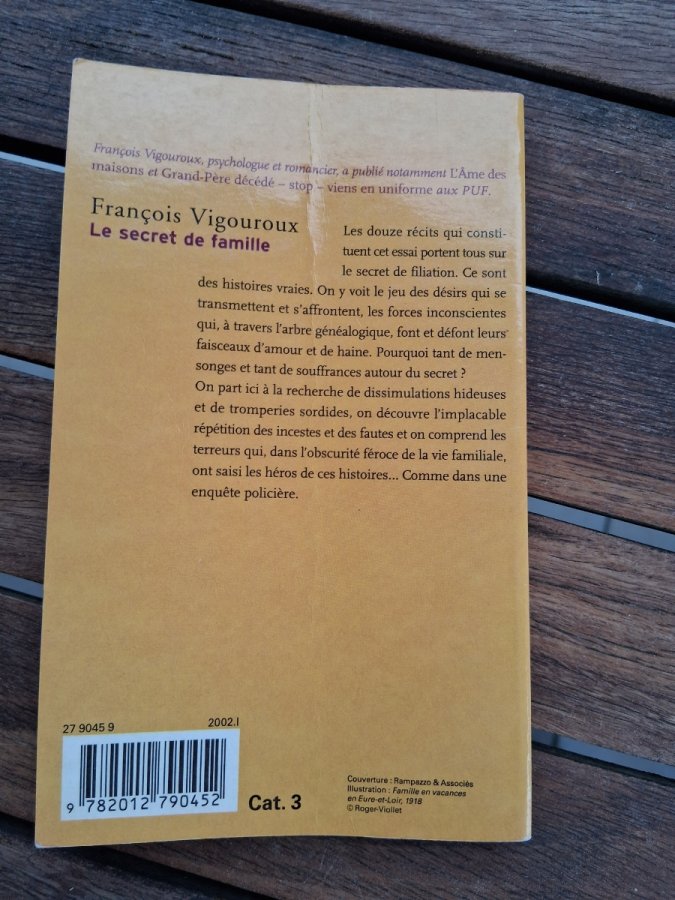 François Vigouroux, psychologue et romancier, a publié notamment L'Âme des
maisons et Grand-Père décédé – stop – viens en uniforme aux PUF.
François Vigouroux
Le secret de famille
Les douze récits qui consti-
tuent cet essai portent tous sur
le secret de filiation. Ce sont
des histoires vraies. On y voit le jeu des désirs qui se
transmettent et s'affrontent, les forces inconscientes
qui, à travers l'arbre généalogique, font et défont leurs
faisceaux d'amour et de haine. Pourquoi tant de men-
songes et tant de souffrances autour du secret ?
On part ici à la recherche de dissimulations hideuses
et de tromperies sordides, on découvre l'implacable
répétition des incestes et des fautes et on comprend les
terreurs qui, dans l'obscurité féroce de la vie familiale,
ont saisi les héros de ces histoires... Comme dans une
enquête policière.
27 9045 9
2002.I
9 782012 790452
Cat. 3
Couverture : Rampazzo & Associés
Illustration : Famille en vacances
en Eure-et-Loir, 1918
© Roger-Viollet